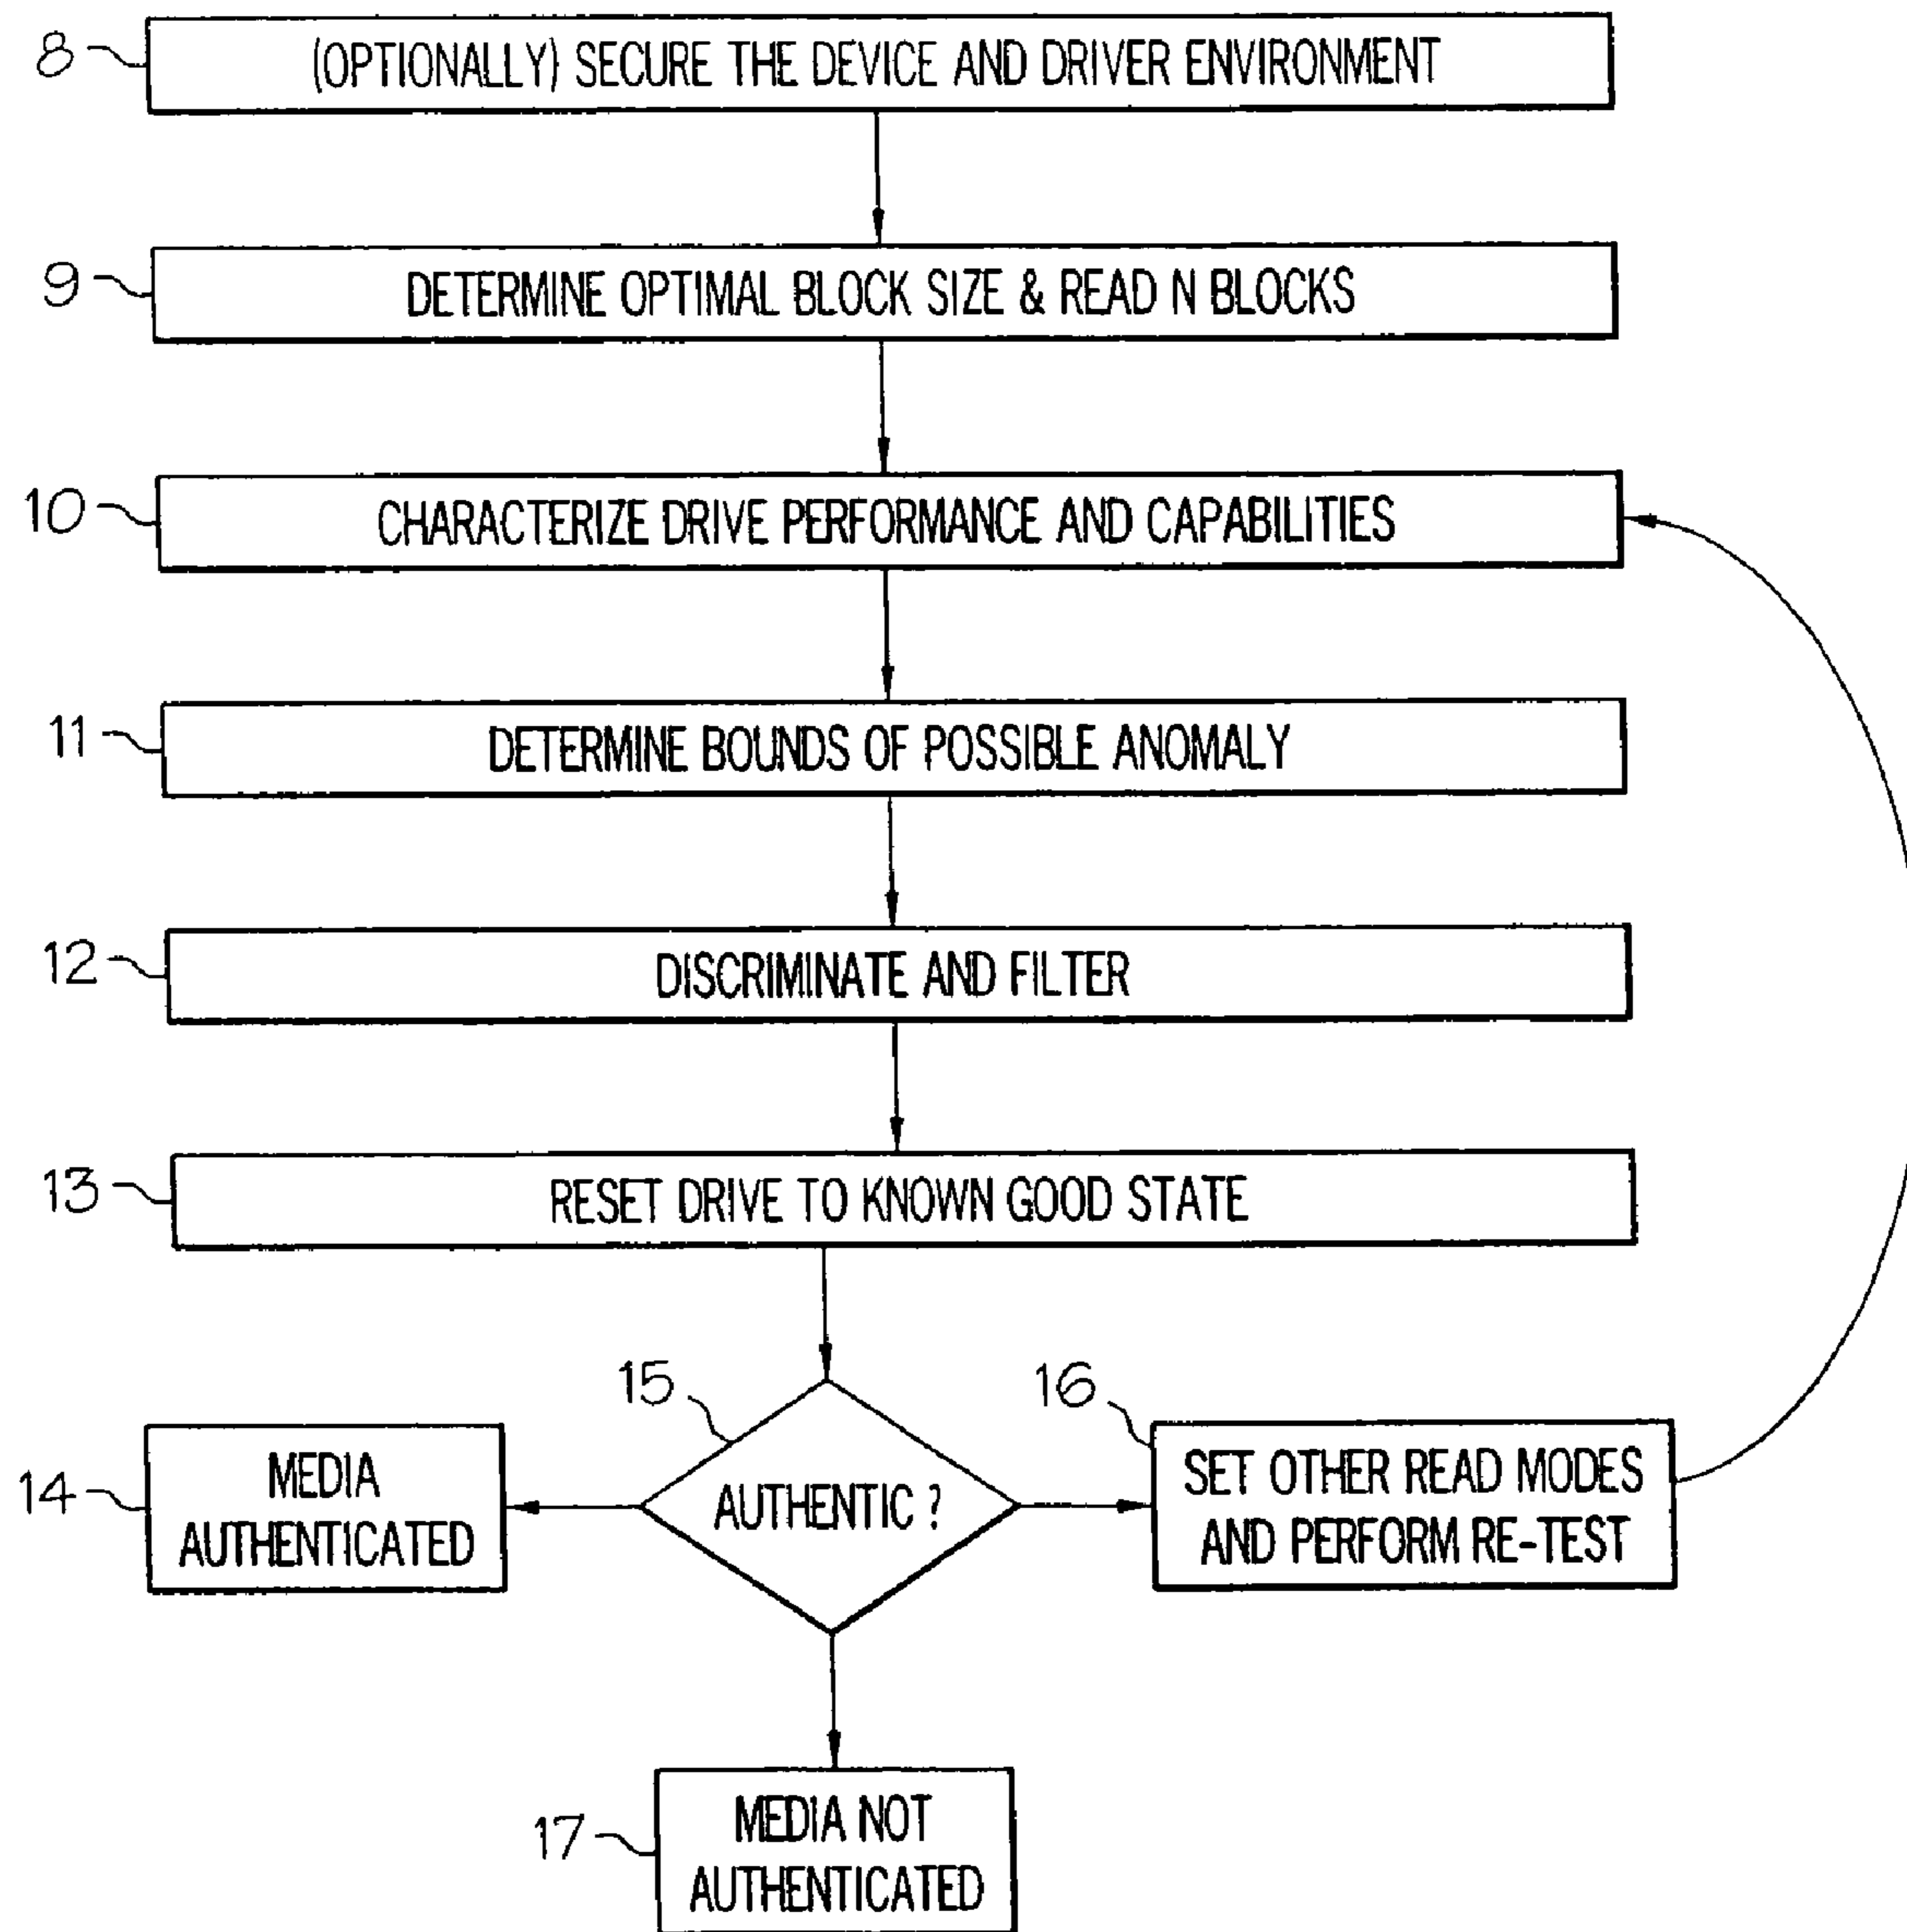 8
(OPTIONALLY) SECURE THE DEVICE AND DRIVER ENVIRONMENT
9
DETERMINE OPTIMAL BLOCK SIZE & READ N BLOCKS
10
CHARACTERIZE DRIVE PERFORMANCE AND CAPABILITIES
11
DETERMINE BOUNDS OF POSSIBLE ANOMALY
12
DISCRIMINATE AND FILTER
13
RESET DRIVE TO KNOWN GOOD STATE
15
AUTHENTIC ?
14
MEDIA
AUTHENTICATED
16
SET OTHER READ MODES
AND PERFORM RE-TEST
17
MEDIA NOT
AUTHENTICATED